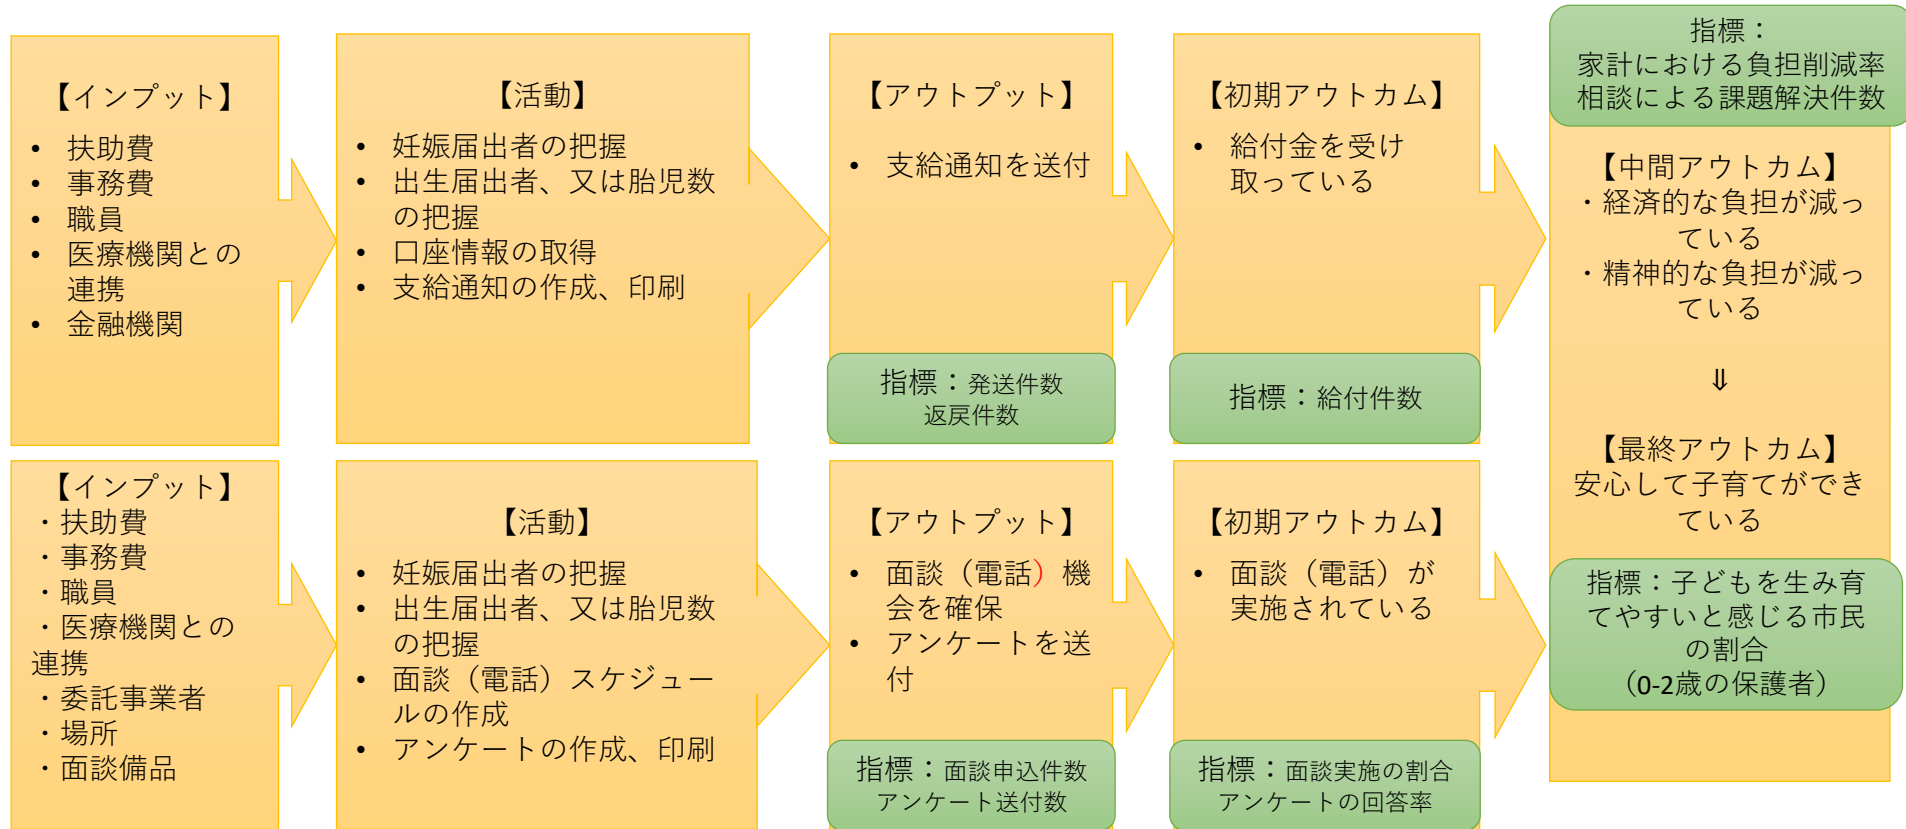 【インプット】
• 扶助費
• 事務費
• 職員
• 医療機関との
連携
• 金融機関
【活動】
• 妊娠届出者の把握
• 出生届出者、又は胎児数
の把握
• 口座情報の取得
• 支給通知の作成、印刷
【アウトプット】
• 支給通知を送付
指標：発送件数
返戻件数
【初期アウトカム】
• 給付金を受け
取っている
指標：給付件数
【インプット】
・扶助費
・事務費
・職員
・医療機関との
連携
・委託事業者
・場所
・面談備品
【活動】
• 妊娠届出者の把握
• 出生届出者、又は胎児数
の把握
• 面談（電話）スケジュー
ルの作成
• アンケートの作成、印刷
【アウトプット】
• 面談（電話）機
会を確保
• アンケートを送
付
指標：面談申込件数
アンケート送付数
【初期アウトカム】
• 面談（電話）が
実施されている
指標：面談実施の割合
アンケートの回答率
指標：
家計における負担削減率
相談による課題解決件数
【中間アウトカム】
・経済的な負担が減っ
ている
・精神的な負担が減っ
ている
⇓
【最終アウトカム】
安心して子育てができ
ている
指標：子どもを生み育
てやすいと感じる市民
の割合
（0-2歳の保護者）